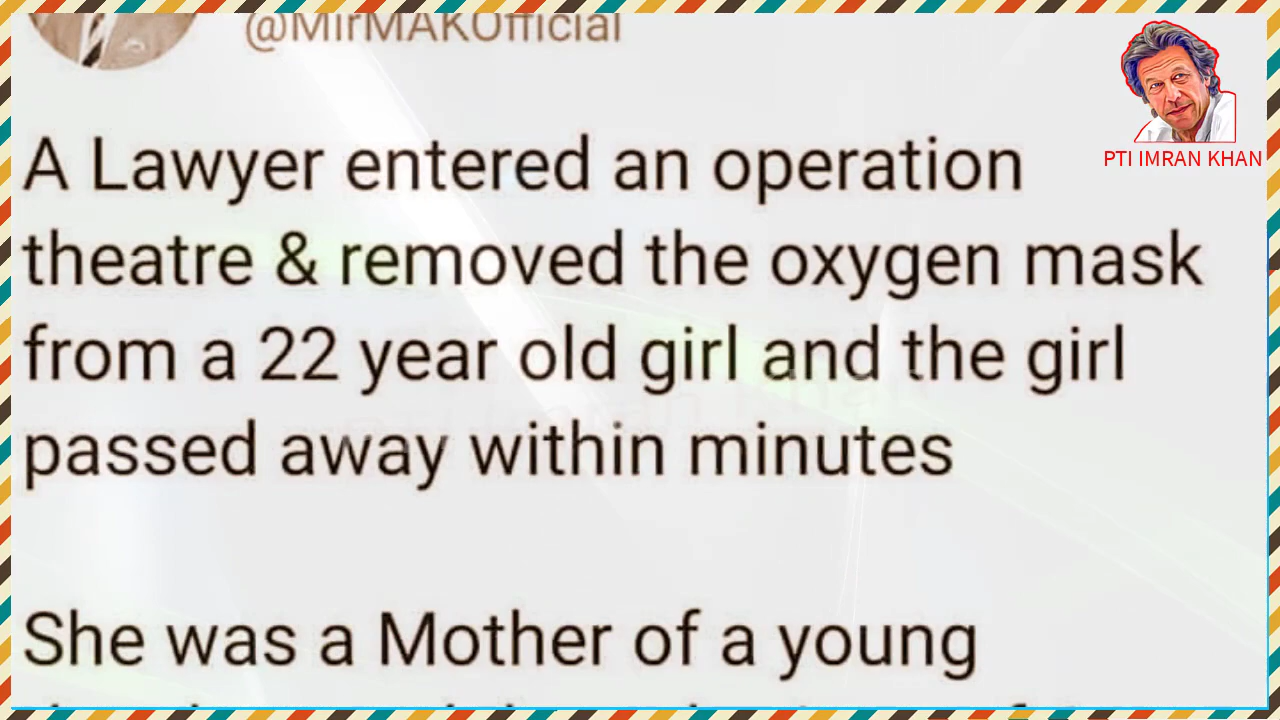 @MirMAKOfficial
PTI IMRAN KHAN
A Lawyer entered an operation
theatre & removed the oxygen mask
from a 22 year old girl and the girl
passed away within minutes
She was a Mother of a young